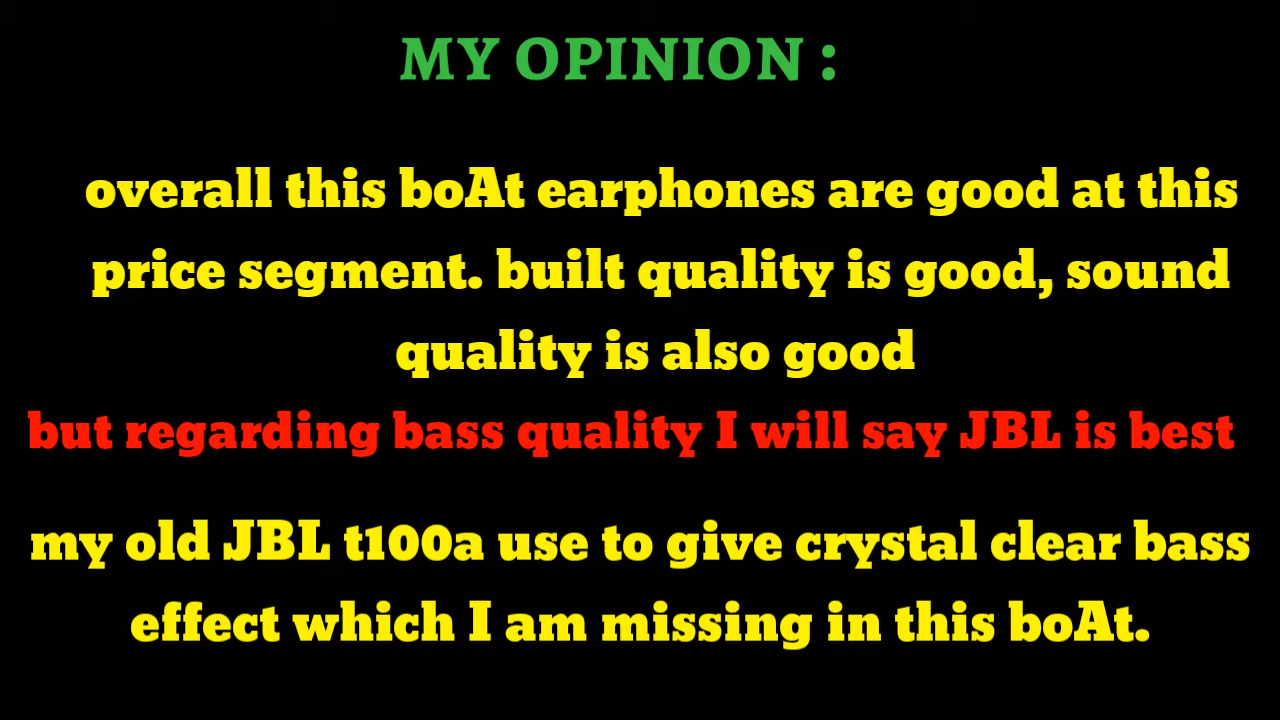 MY OPINION :
overall this boAt earphones are good at this
price segment. built quality is good, sound
quality is also good
but regarding bass quality I will say JBL is best
my old JBL t100a use to give crystal clear bass
effect which I am missing in this boAt.